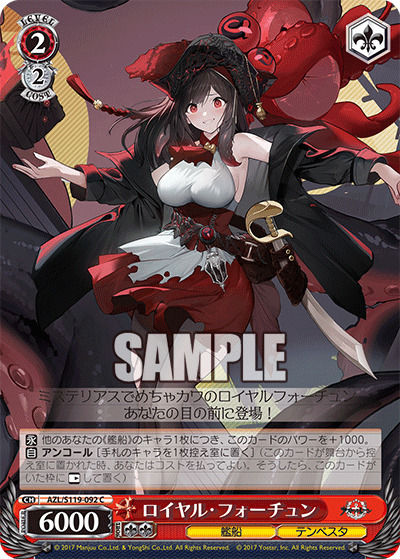 LEVEL
2
2
COST
SAMPLE
ミステリアスでめちゃカワのロイヤルフォーチュン
あなたの目の前に登場!
永 他のあなたの《艦船》のキャラ1枚につき、このカードのパワーを+1000。
自 アンコール [手札のキャラを1枚控え室に置く](このカードが舞台から
控え室に置かれた時、あなたはコストを払ってよい。そうしたら、このカードが
いた枠に□置く)
CH AZL/S119-092 C
6000
ロイヤル・フォーチュン
艦船 テンペスタ
© 2017 Manjuu Co.,Ltd. & YongShi Co.,Ltd. All Rights Reserved. © 2017 Yostar, Inc. All Rights Reserved.